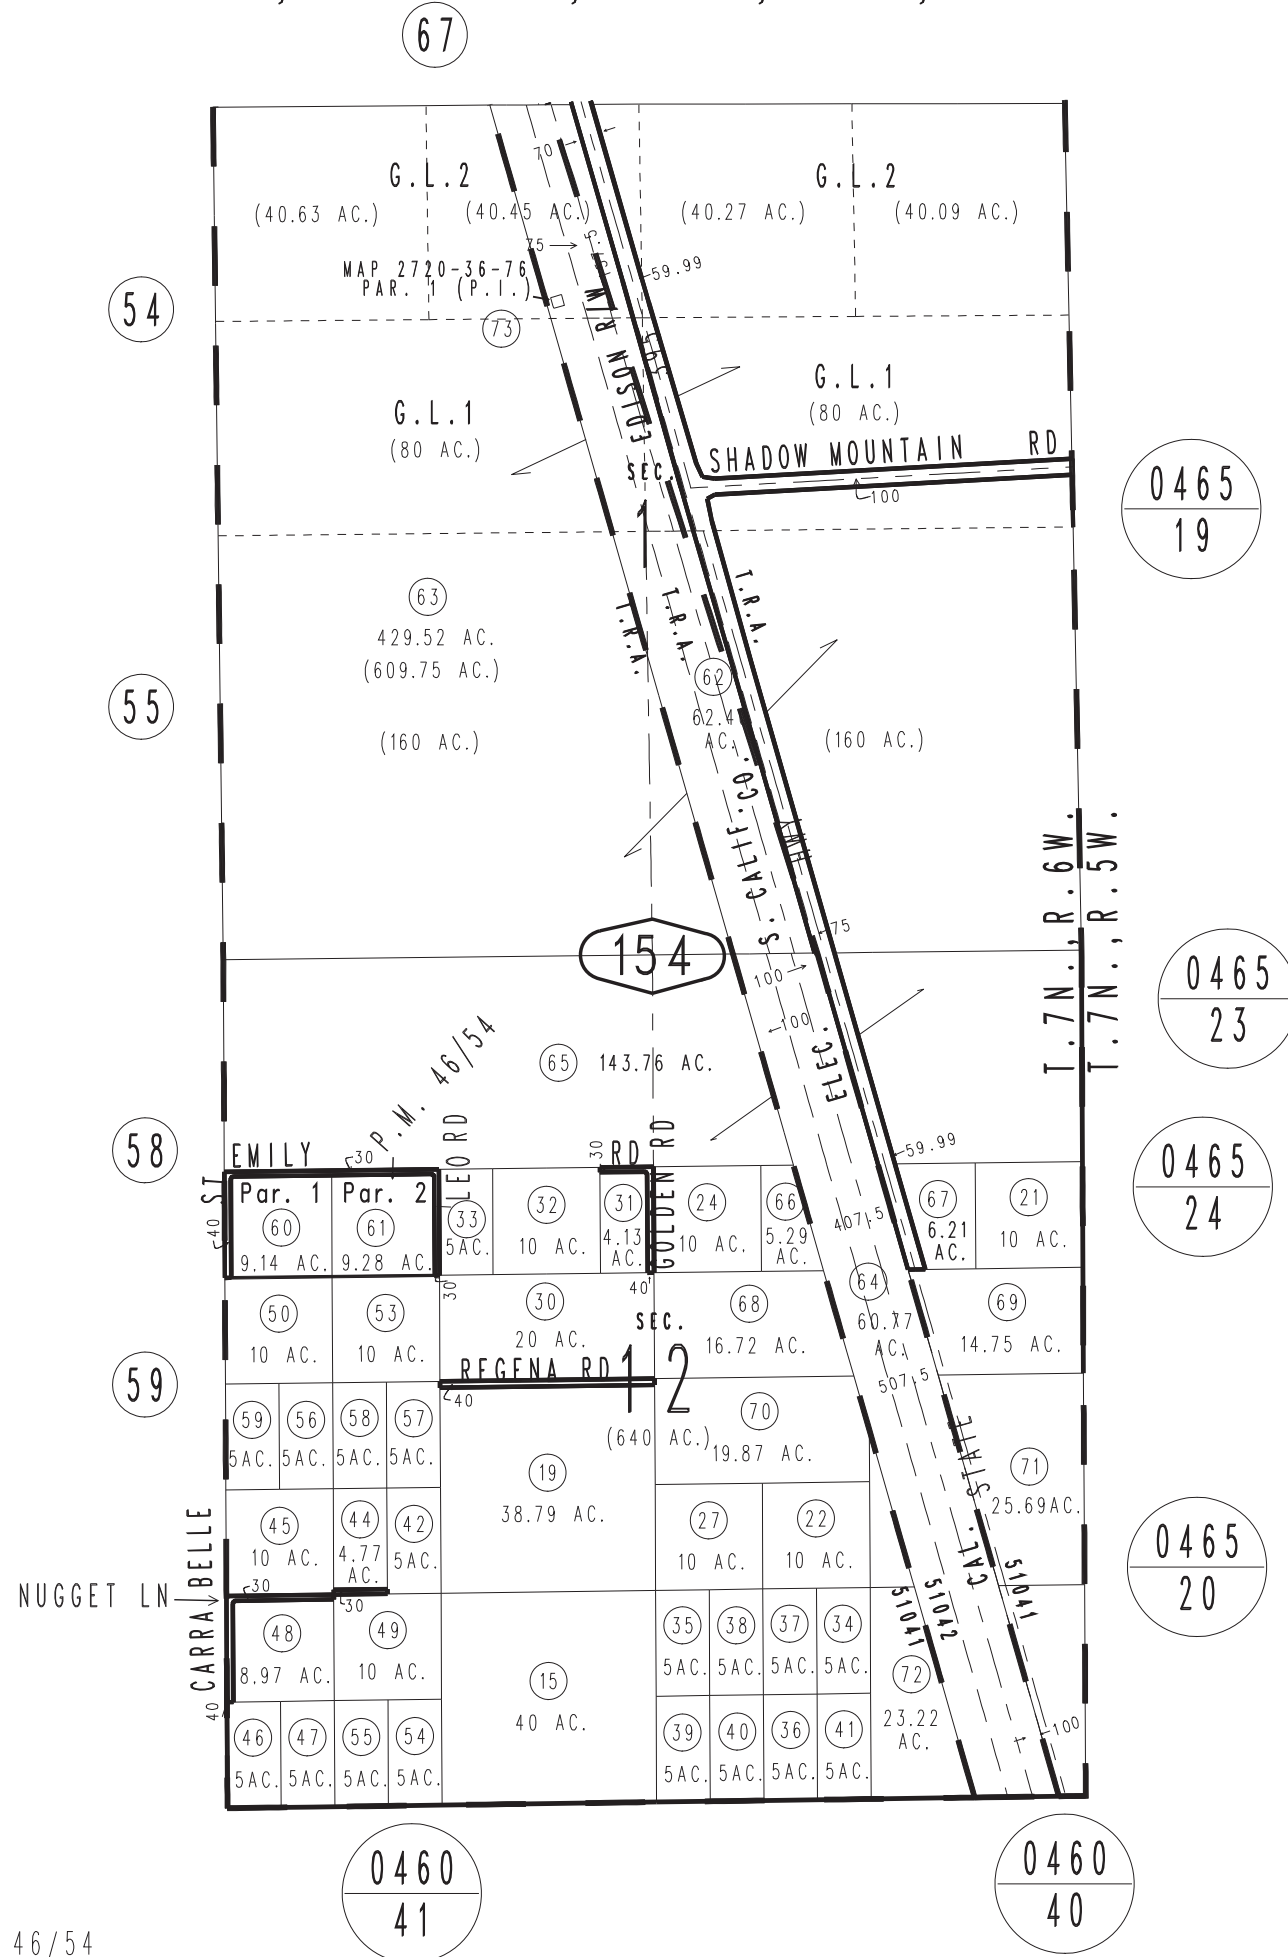 67
G.L.2
G.L.2
(40.63 AC.)
(40.45 AC.)
(40.27 AC.)
(40.09 AC.)
70
75
59.99
MAP 2720-36-76
PAR. 1 (P.I.)
73
54
EDISON R/W
395
G.L.1
(80 AC.)
G.L.1
(80 AC.)
SHADOW MOUNTAIN RD
100
SEC.
1
0465
19
T.R.A.
T.R.A.
T.R.A.
63
429.52 AC.
(609.75 AC.)
62
62.4
AC.
55
(160 AC.)
(160 AC.)
S. CALIF. CO.
HWY
T.7N.,R.6W.
T.7N.,R.5W.
154
75
100
100
ELEC.
0465
23
65
143.76 AC.
P.M. 46/54
58
EMILY
30
LEO RD
30
RD
GOLDEN RD
59.99
0465
24
ST
40
Par. 1
Par. 2
60
9.14 AC.
61
9.28 AC.
33
5AC.
32
10 AC.
31
4.13
AC.
24
10 AC.
66
5.29
AC.
407.5
67
6.21
AC.
21
10 AC.
30
40
50
10 AC.
53
10 AC.
30
20 AC.
SEC.
12
68
16.72 AC.
64
60.77
AC.
69
14.75 AC.
59
REGENA RD
40
507.5
(640 AC.)
59
5AC.
56
5AC.
58
5AC.
57
5AC.
19
38.79 AC.
70
19.87 AC.
CAL. STATE
71
25.69AC.
45
10 AC.
44
4.77
AC.
42
5AC.
27
10 AC.
22
10 AC.
0465
20
CARRA BELLE
NUGGET LN
30
30
51041
51042
51041
48
8.97 AC.
49
10 AC.
15
40 AC.
35
5AC.
38
5AC.
37
5AC.
34
5AC.
72
23.22
AC.
40
46
5AC.
47
5AC.
55
5AC.
54
5AC.
39
5AC.
40
5AC.
36
5AC.
41
5AC.
100
0460
41
0460
40
46/54